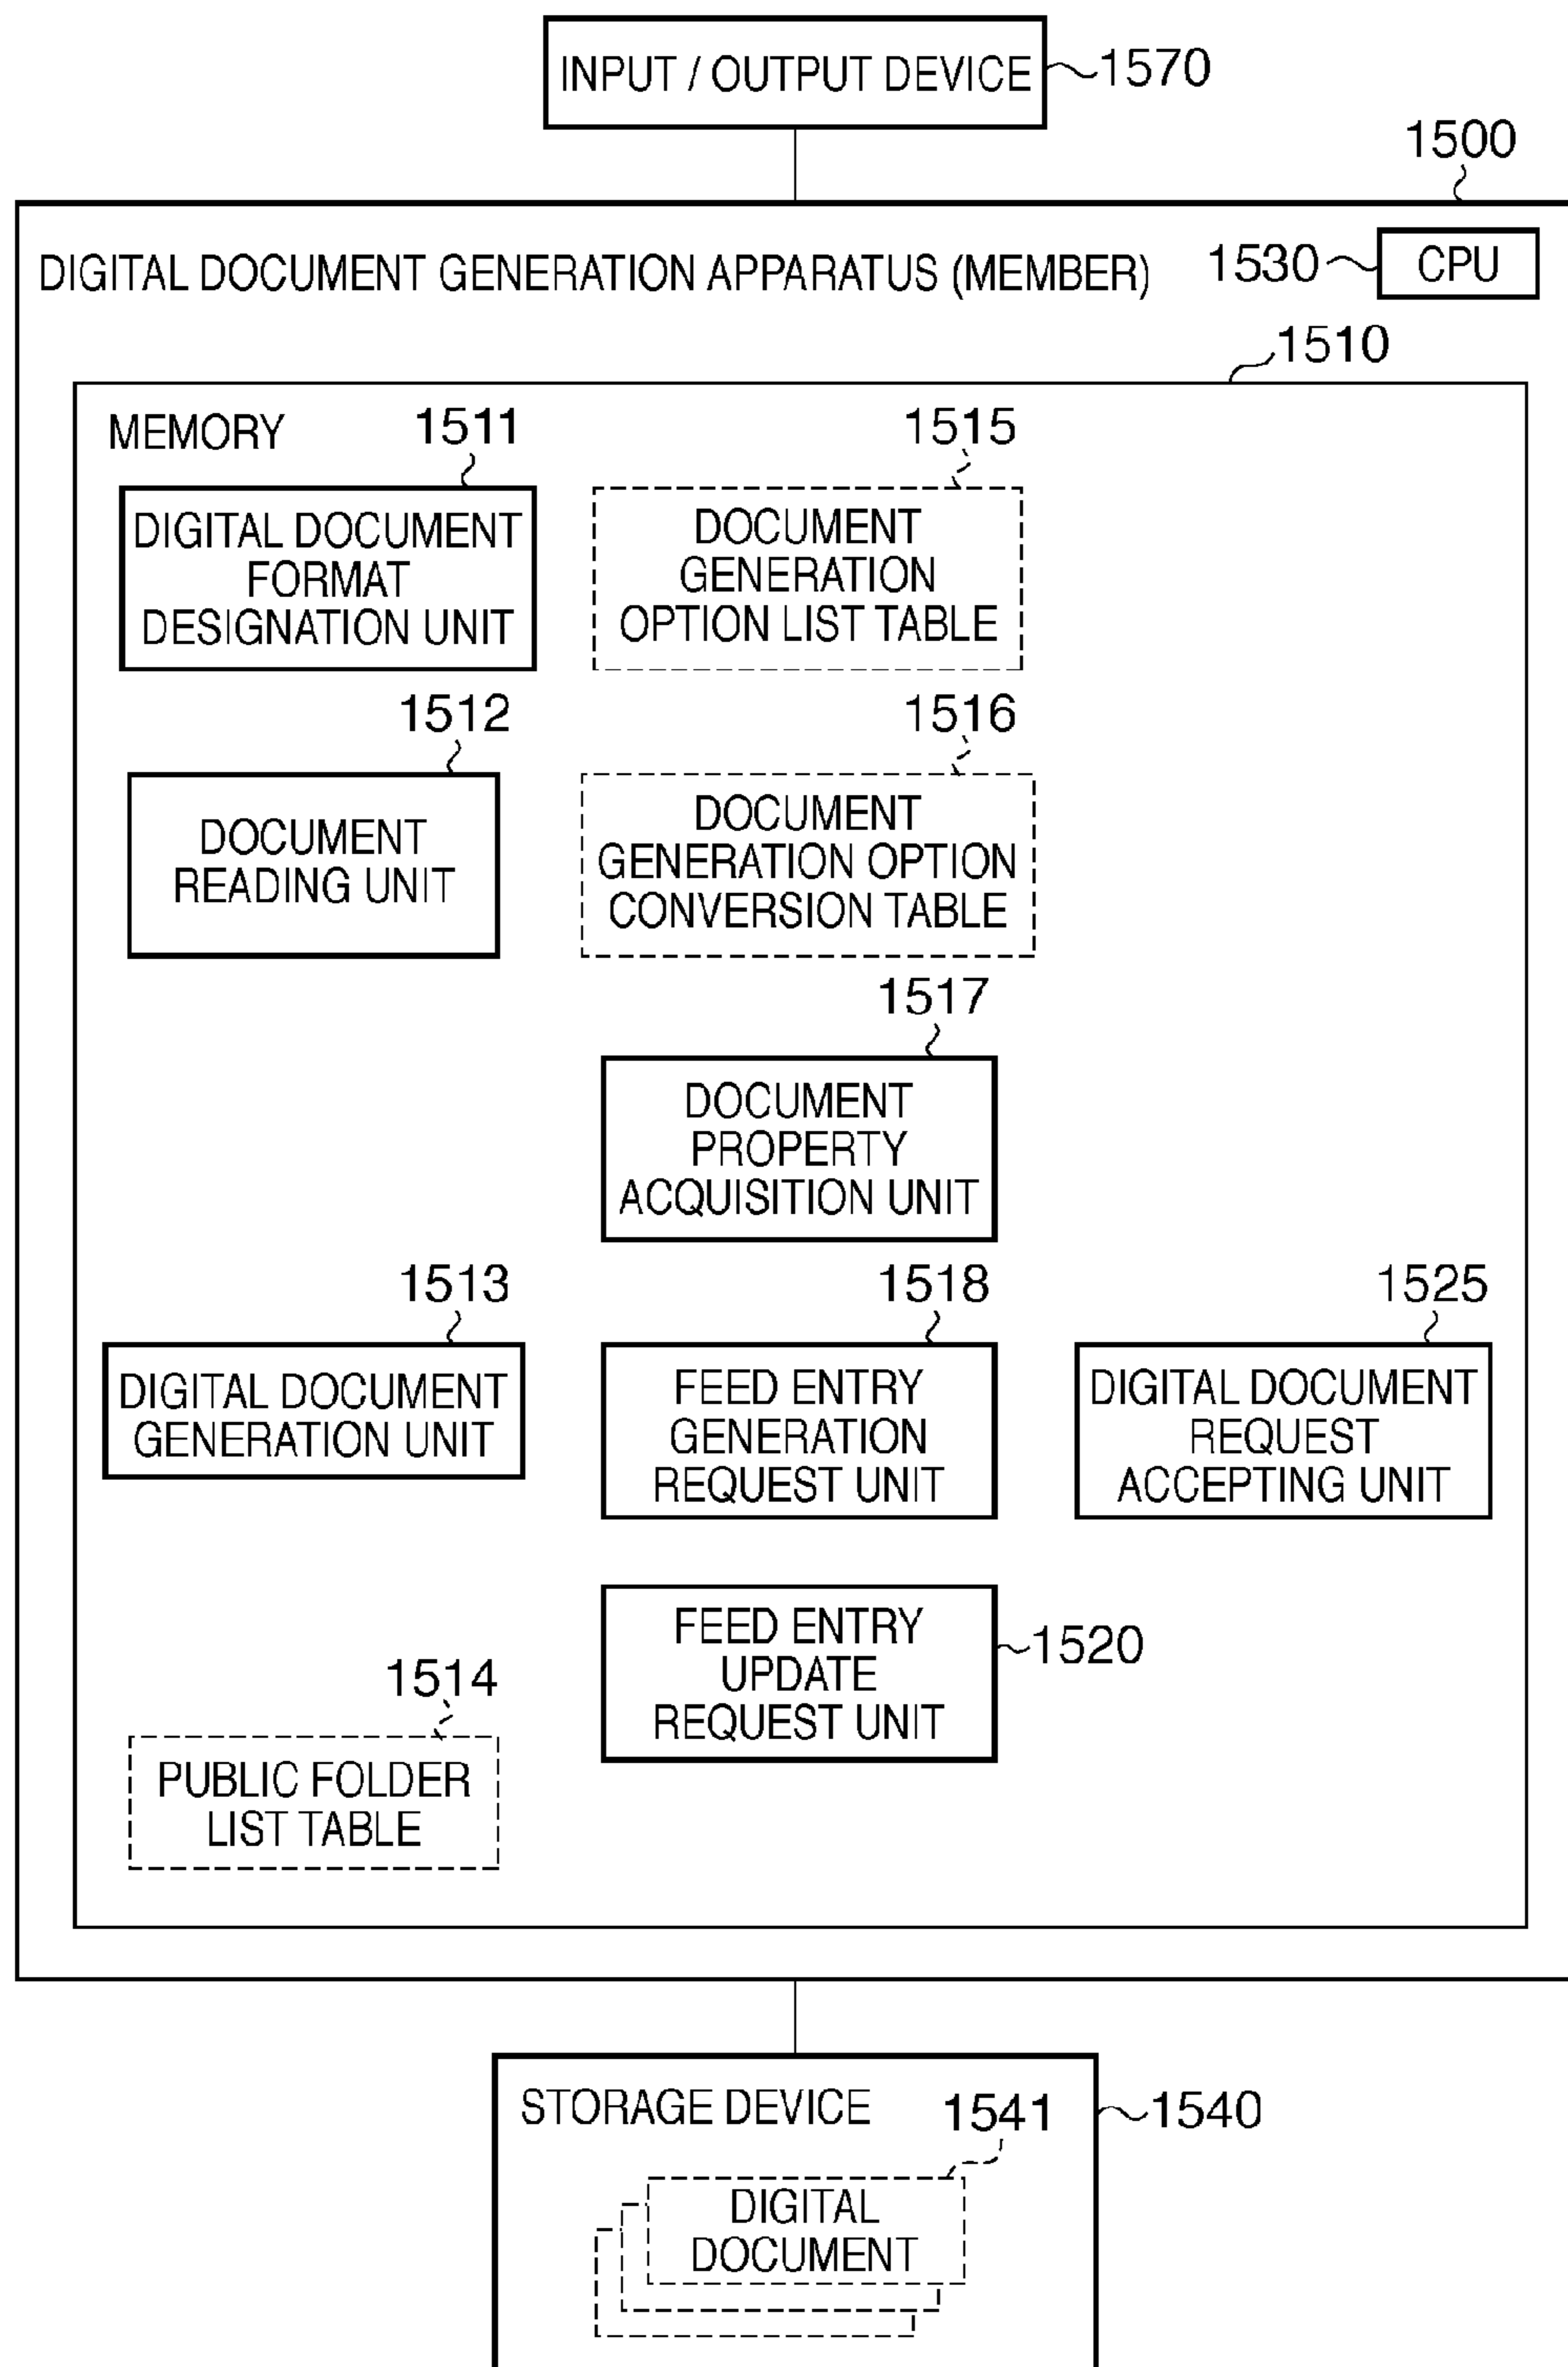 INPUT / OUTPUT DEVICE
1570
1500
DIGITAL DOCUMENT GENERATION APPARATUS (MEMBER)
1530
CPU
1510
MEMORY
1511
1515
DIGITAL DOCUMENT
FORMAT
DESIGNATION UNIT
DOCUMENT
GENERATION
OPTION LIST TABLE
1512
1516
DOCUMENT
READING UNIT
DOCUMENT
GENERATION OPTION
CONVERSION TABLE
1517
DOCUMENT
PROPERTY
ACQUISITION UNIT
1513
1518
1525
DIGITAL DOCUMENT
GENERATION UNIT
FEED ENTRY
GENERATION
REQUEST UNIT
DIGITAL DOCUMENT
REQUEST
ACCEPTING UNIT
FEED ENTRY
UPDATE
REQUEST UNIT
1520
1514
PUBLIC FOLDER
LIST TABLE
STORAGE DEVICE
1541
1540
DIGITAL
DOCUMENT